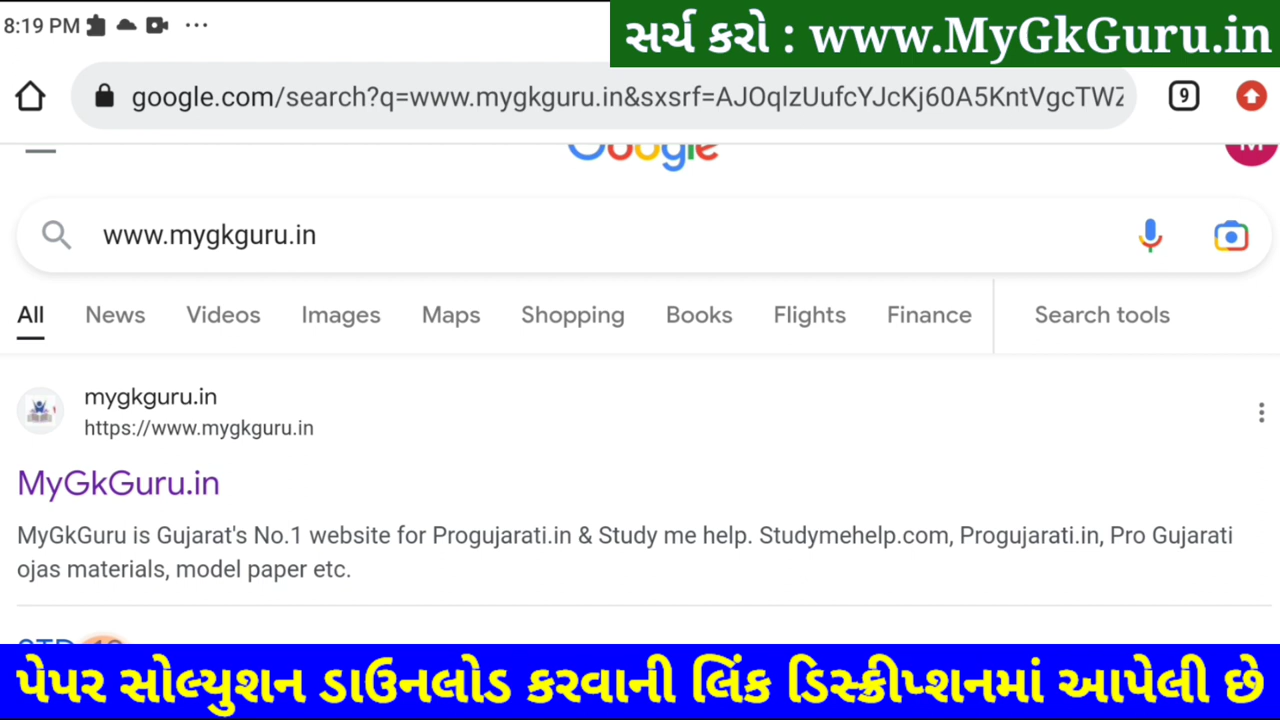 8:19 PM
સર્ચ કરો : www.MyGkGuru.in
google.com/search?q=www.mygkguru.in&sxsrf=AJOqlzUufcYJcKj60A5KntVgcTWZ
9
Google
M
www.mygkguru.in
All News Videos Images Maps Shopping Books Flights Finance Search tools
mygkguru.in
https://www.mygkguru.in
MyGkGuru.in
MyGkGuru is Gujarat's No.1 website for Progujarati.in & Study me help. Studymehelp.com, Progujarati.in, Pro Gujarati
ojas materials, model paper etc.
પેપર સોલ્યુશન ડાઉનલોડ કરવાની લિંક ડિસ્ક્રીપ્શનમાં આપેલી છે